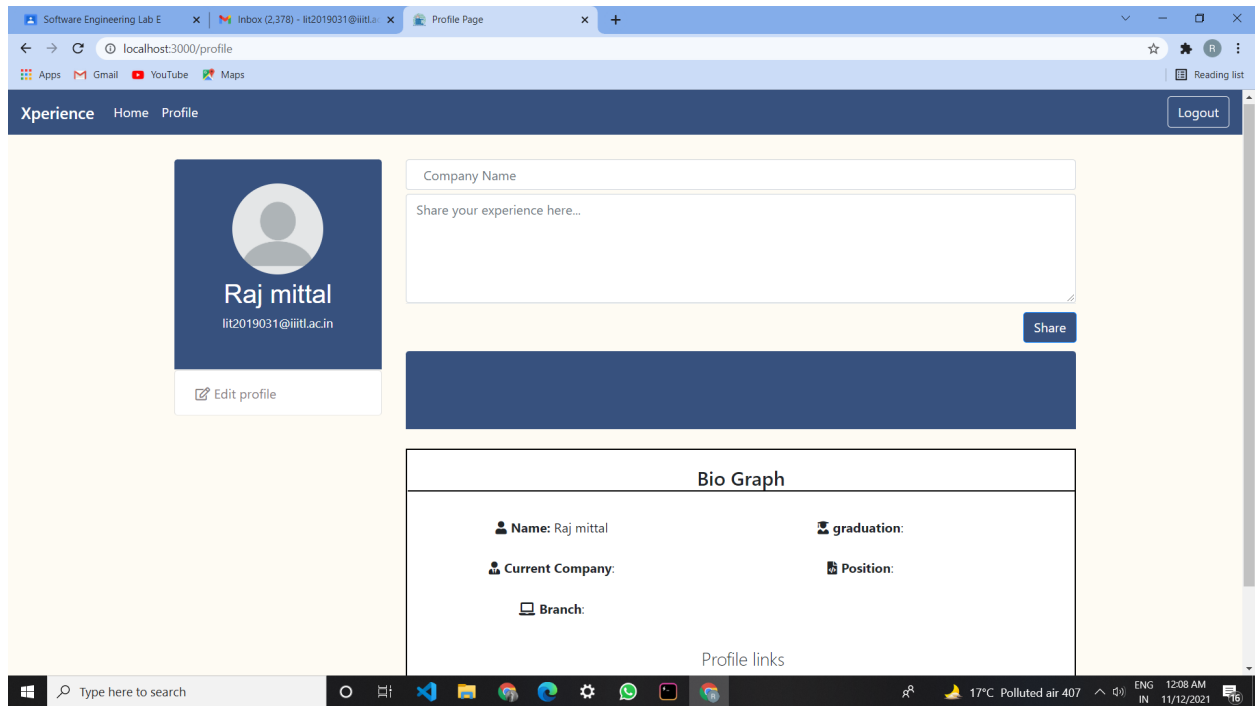 Software Engineering Lab E
Inbox (2,378) - lit2019031@iiitl.a
Profile Page
localhost:3000/profile
R
Apps Gmail YouTube Maps
Reading list
Xperience Home Profile Logout
Company Name
Share your experience here...
Raj mittal
lit2019031@iiitl.ac.in
Share
Edit profile
Bio Graph
Name: Raj mittal
graduation:
Current Company:
Position:
Branch:
Profile links
Type here to search
17°C Polluted air 407
ENG
IN
12:08 AM
11/12/2021
16